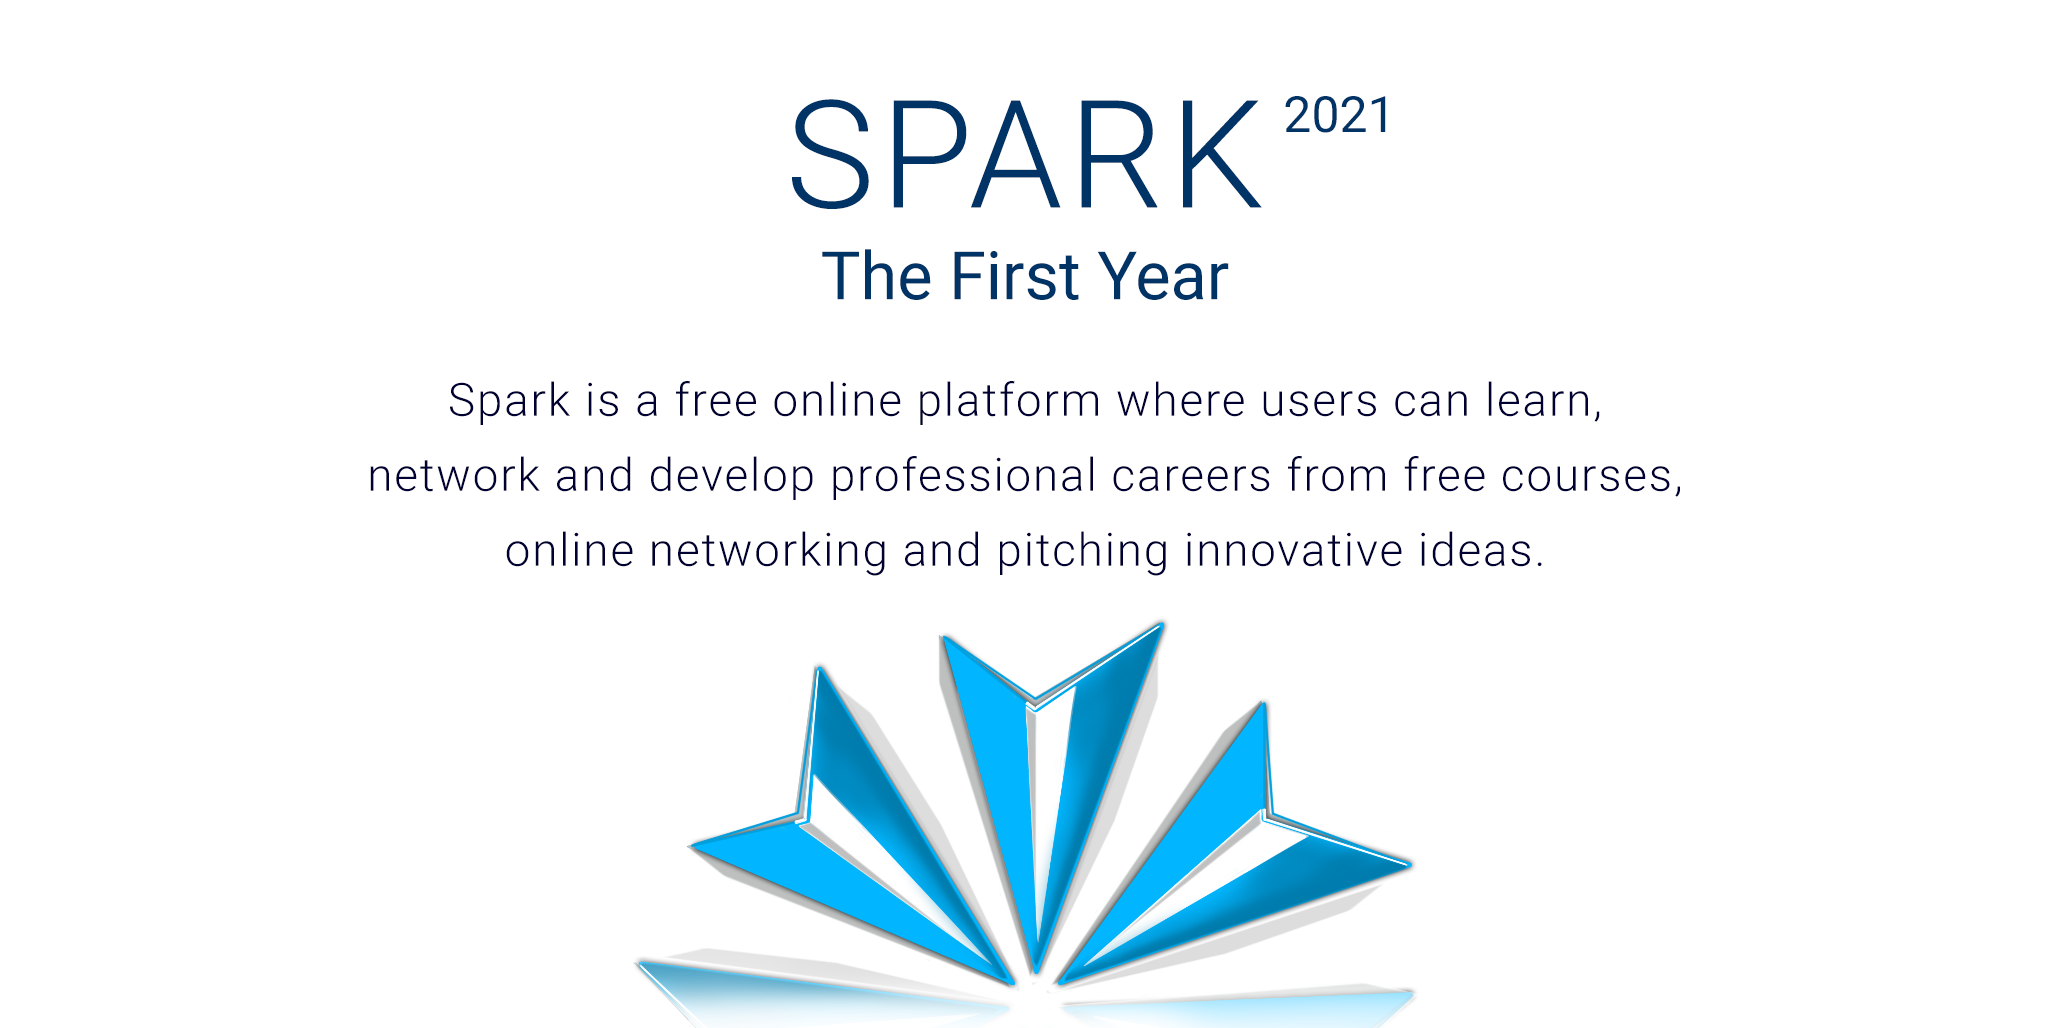 SPARK 2021
The First Year
Spark is a free online platform where users can learn,
network and develop professional careers from free courses,
online networking and pitching innovative ideas.